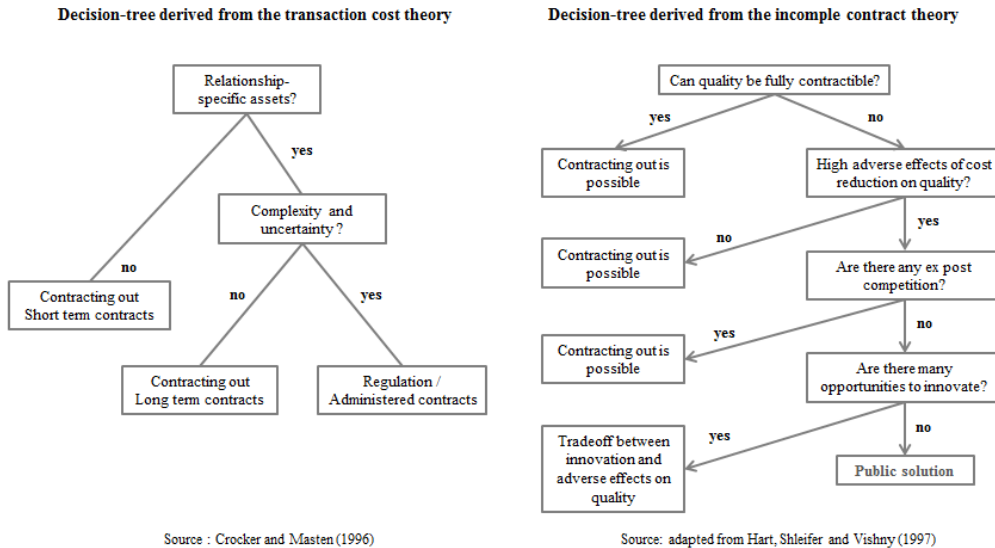 Decision-tree derived from the transaction cost theory
Relationship-
specific assets?
yes
Complexity and
uncertainty ?
no
Contracting out
Short term contracts
no
yes
Contracting out
Long term contracts
Regulation /
Administered contracts
Source : Crocker and Masten (1996)
Decision-tree derived from the incomple contract theory
Can quality be fully contractible?
yes
no
Contracting out is
possible
High adverse effects of cost
reduction on quality?
no
yes
Contracting out is
possible
Are there any ex post
competition?
yes
no
Contracting out is
possible
Are there many
opportunities to innovate?
yes
no
Tradeoff between
innovation and
adverse effects on
quality
Public solution
Source: adapted from Hart, Shleifer and Vishny (1997)